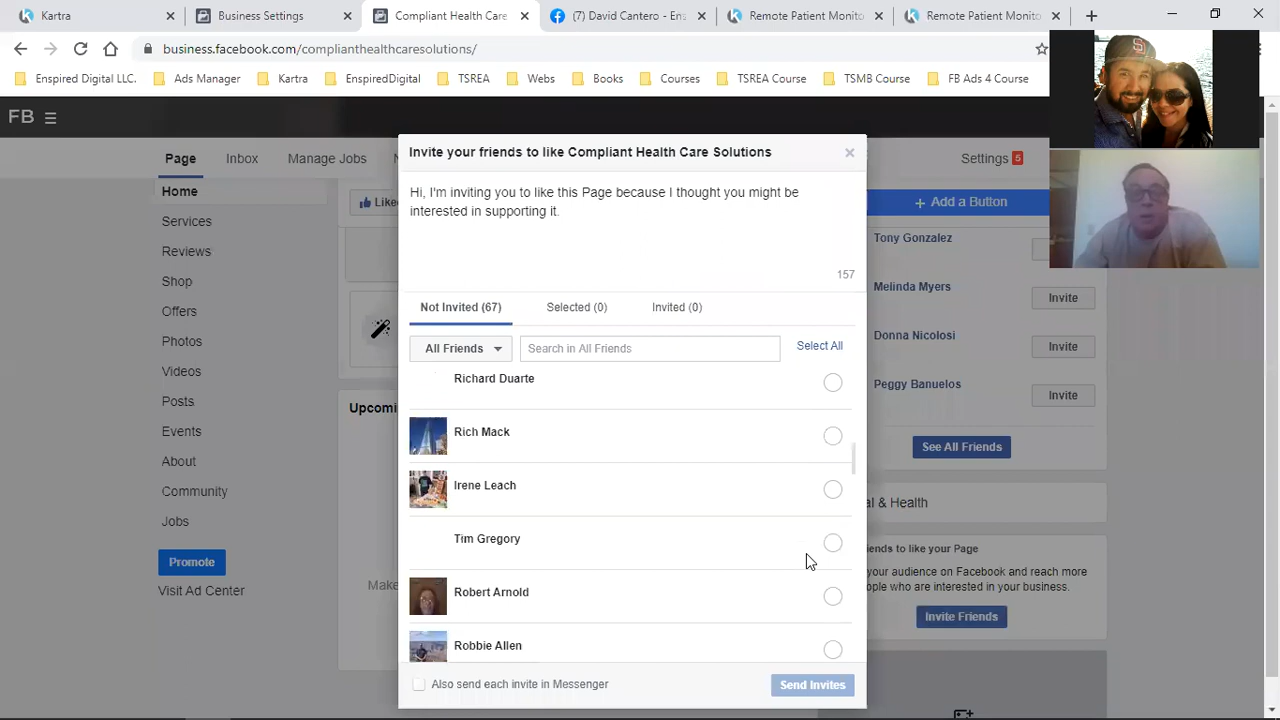 Kartra
Business Settings
Compliant Health Care
(7) David Cantero - Ens
Remote Patient Monito
Remote Patient Monito
business.facebook.com/complianthealthcaresolutions/
Enspired Digital LLC.
Ads Manager
Kartra
EnspiredDigital
TSREA
Webs
Books
Courses
TSREA Course
TSMB Course
FB Ads 4 Course
FB
Page
Inbox
Manage Jobs
Settings 5
Home
Services
Reviews
Shop
Offers
Photos
Videos
Posts
Events
About
Community
Jobs
Promote
Visit Ad Center
Like
Upcom
Make
Invite your friends to like Compliant Health Care Solutions
Hi, I'm inviting you to like this Page because I thought you might be
interested in supporting it.
157
Not Invited (67)
Selected (0)
Invited (0)
All Friends
Search in All Friends
Select All
Richard Duarte
Rich Mack
Irene Leach
Tim Gregory
Robert Arnold
Robbie Allen
Also send each invite in Messenger
Send Invites
+ Add a Button
Tony Gonzalez
Melinda Myers
Invite
Donna Nicolosi
Invite
Peggy Banuelos
Invite
See All Friends
al & Health
iends to like your Page
your audience on Facebook and reach more
ople who are interested in your business.
Invite Friends